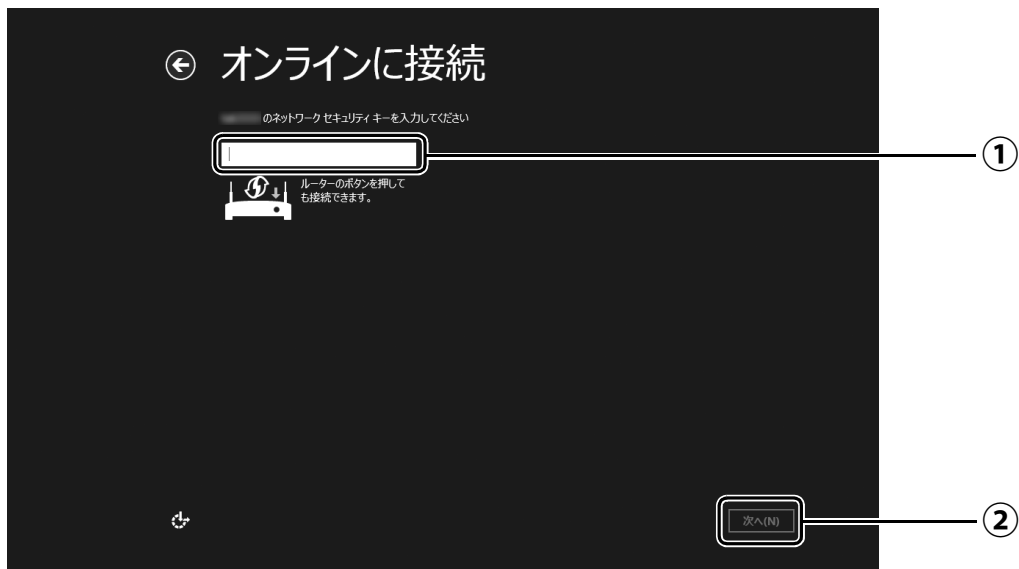 オンラインに接続
のネットワーク セキュリティ キーを入力してください
①
ルーターのボタンを押して
も接続できます。
次へ(N)
②